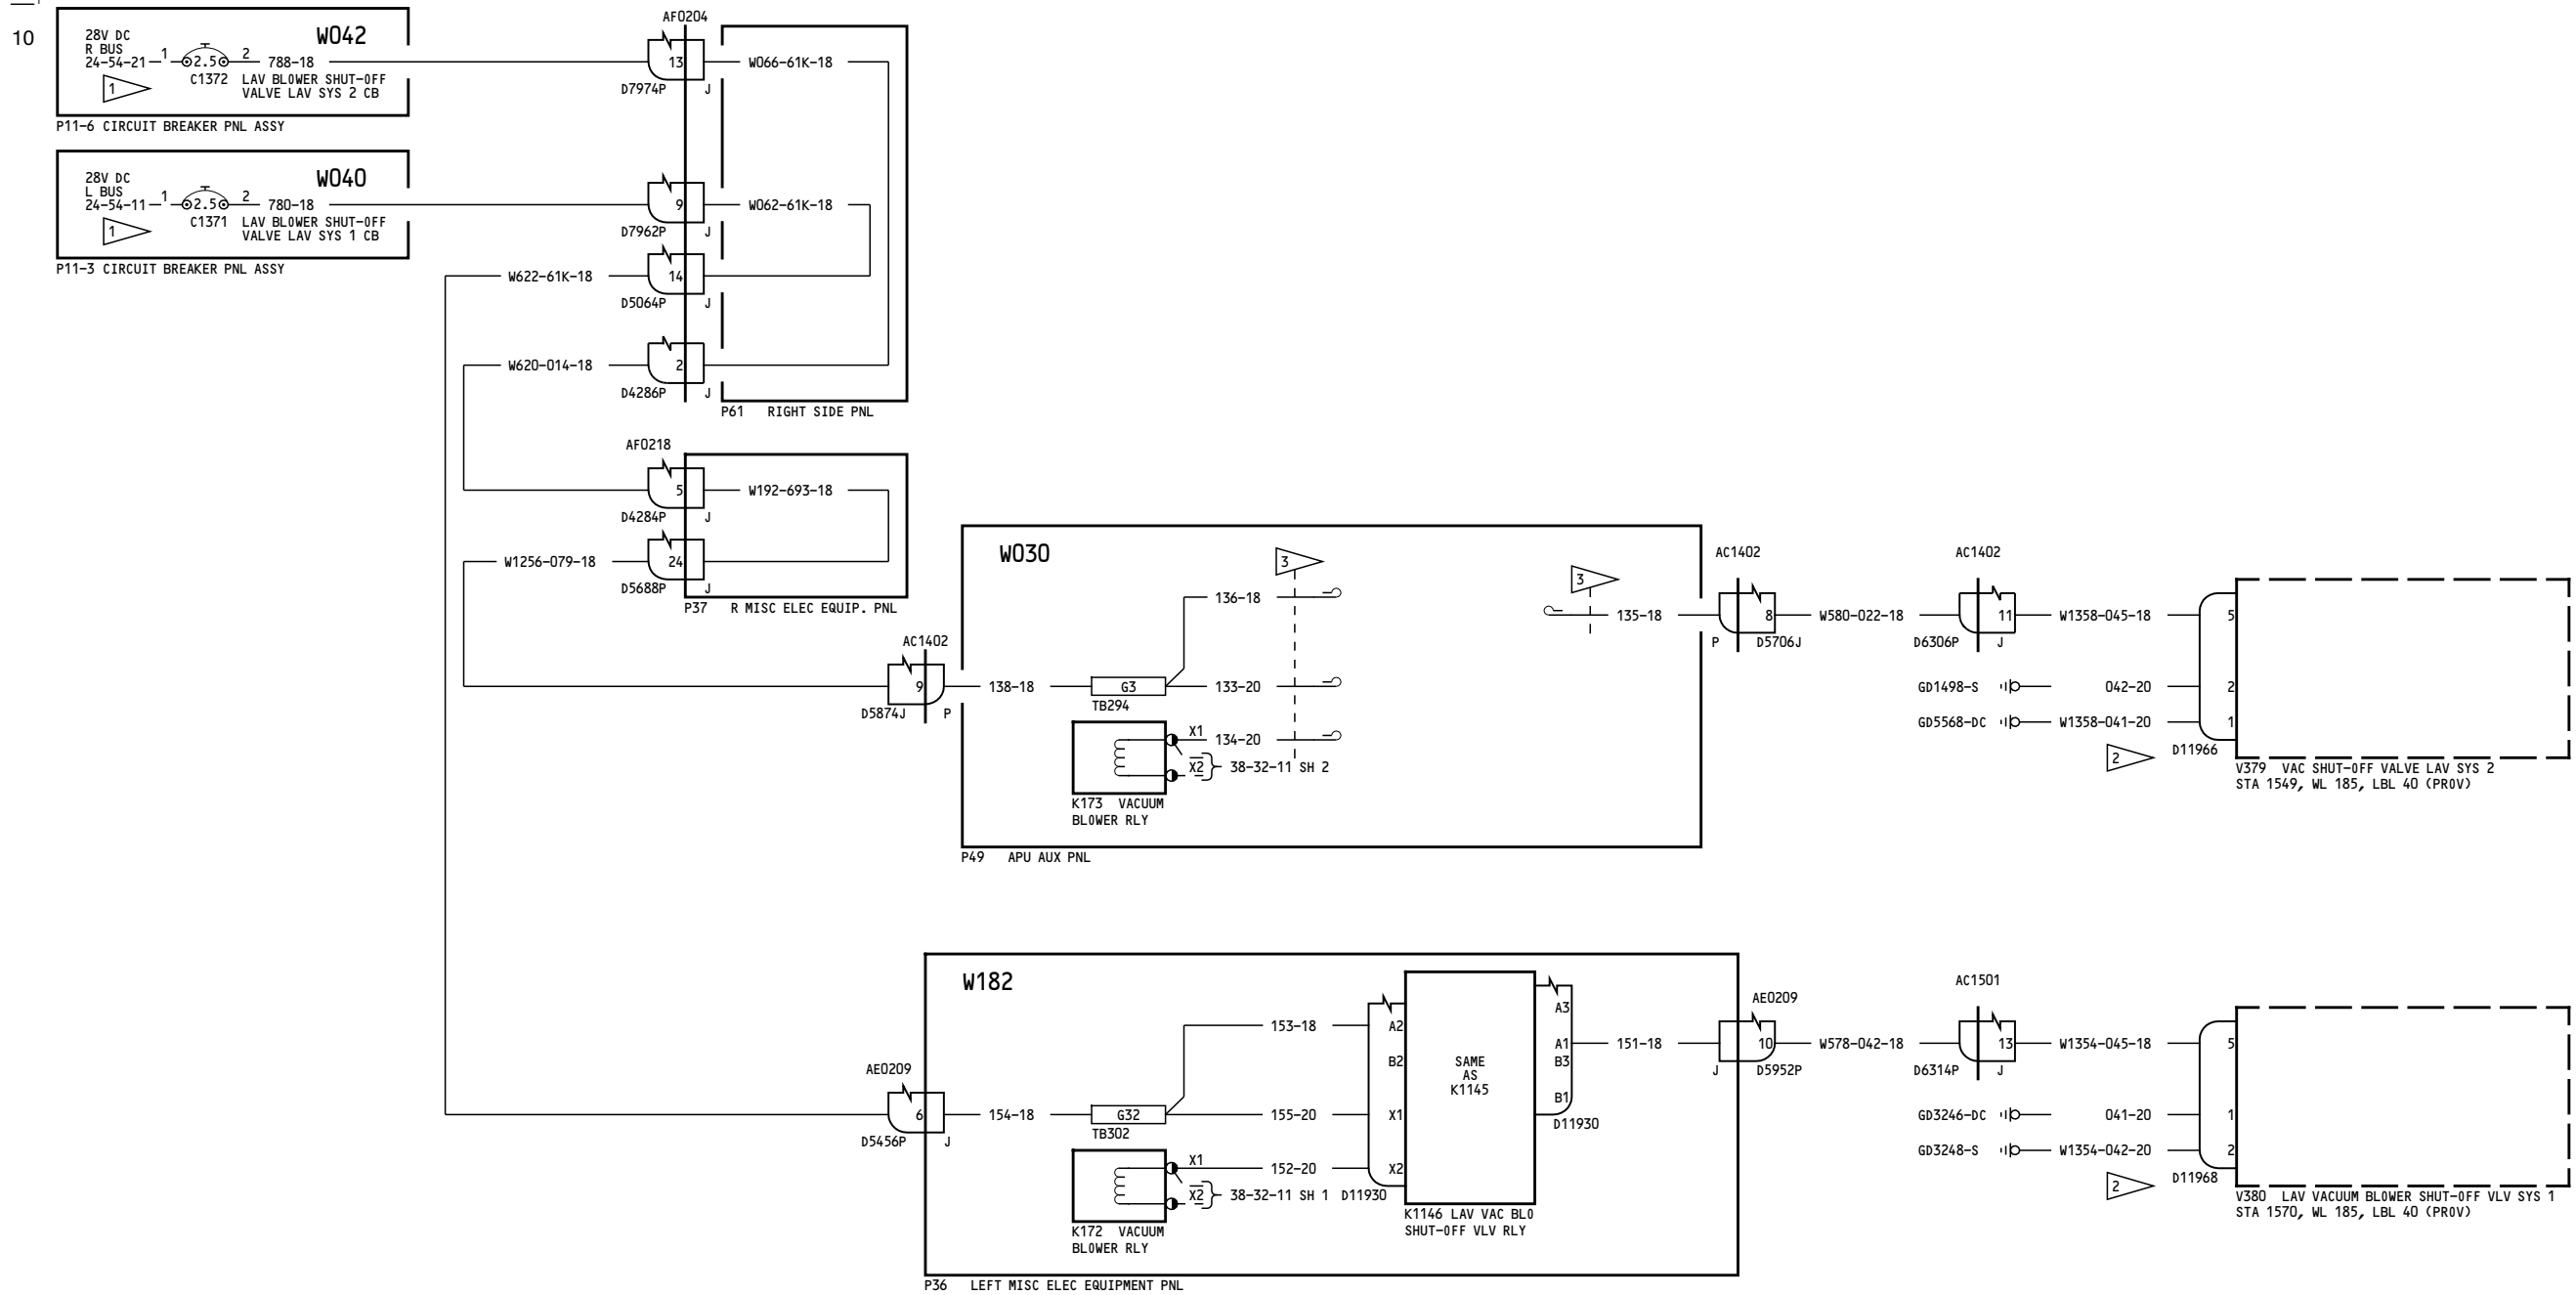 10
28V DC
R BUS
24-54-21
1
2.5
2
788-18
W042
C1372
LAV BLOWER SHUT-OFF
VALVE LAV SYS 2 CB
1
P11-6 CIRCUIT BREAKER PNL ASSY
28V DC
L BUS
24-54-11
1
2.5
2
780-18
W040
C1371
LAV BLOWER SHUT-OFF
VALVE LAV SYS 1 CB
1
P11-3 CIRCUIT BREAKER PNL ASSY
AF0204
13
W066-61K-18
D7974P
J
9
W062-61K-18
D7962P
J
W622-61K-18
14
D5064P
J
W620-014-18
2
D4286P
J
P61 RIGHT SIDE PNL
AF0218
5
W192-693-18
D4284P
J
W1256-079-18
24
D5688P
J
P37 R MISC ELEC EQUIP. PNL
AC1402
9
D5874J
P
W030
138-18
G3
TB294
136-18
133-20
X1
134-20
X2
38-32-11 SH 2
K173 VACUUM
BLOWER RLY
3
3
135-18
P49 APU AUX PNL
AC1402
8
P
D5706J
W580-022-18
AC1402
11
D6306P
J
W1358-045-18
5
GD1498-S
042-20
2
GD5568-DC
W1358-041-20
1
2
D11966
V379 VAC SHUT-OFF VALVE LAV SYS 2
STA 1549, WL 185, LBL 40 (PROV)
W182
AE0209
6
D5456P
J
154-18
G32
TB302
153-18
155-20
X1
152-20
X2
38-32-11 SH 1
K172 VACUUM
BLOWER RLY
A2
B2
X1
X2
D11930
SAME
AS
K1145
K1146 LAV VAC BLO
SHUT-OFF VLV RLY
A3
A1
B3
B1
D11930
151-18
P36 LEFT MISC ELEC EQUIPMENT PNL
AE0209
10
J
D5952P
W578-042-18
AC1501
13
D6314P
J
W1354-045-18
5
GD3246-DC
041-20
1
GD3248-S
W1354-042-20
2
2
D11968
V380 LAV VACUUM BLOWER SHUT-OFF VLV SYS 1
STA 1570, WL 185, LBL 40 (PROV)